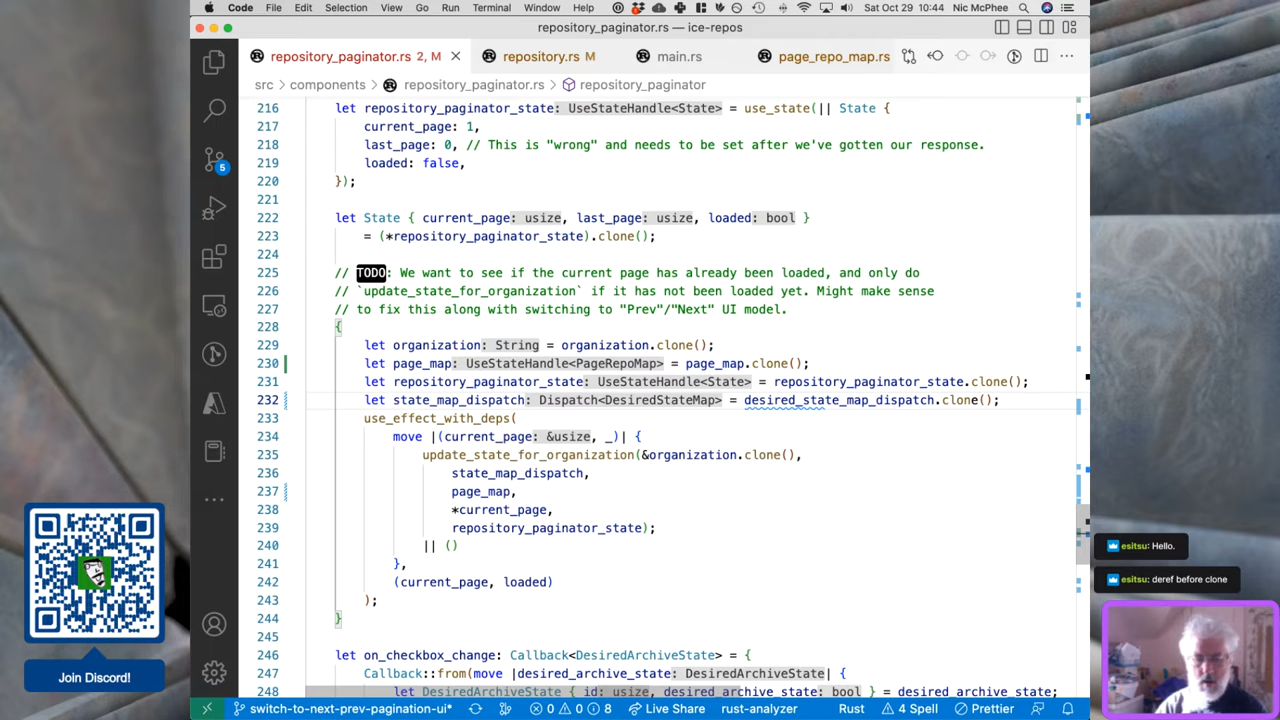 Code File Edit Selection View Go Run Terminal Window Help Sat Oct 29 10:44 Nic McPhee
repository_paginator.rs — ice-repos
repository_paginator.rs 2, M repository.rs M main.rs page_repo_map.rs
src > components > repository_paginator.rs > repository_paginator
216 let repository_paginator_state: UseStateHandle<State> = use_state(|| State {
217 current_page: 1,
218 last_page: 0, // This is "wrong" and needs to be set after we've gotten our response.
219 loaded: false,
220 });
221
222 let State { current_page: usize, last_page: usize, loaded: bool }
223 = (*repository_paginator_state).clone();
224
225 // TODO: We want to see if the current page has already been loaded, and only do
226 // `update_state_for_organization` if it has not been loaded yet. Might make sense
227 // to fix this along with switching to "Prev"/"Next" UI model.
228 {
229 let organization: String = organization.clone();
230 let page_map: UseStateHandle<PageRepoMap> = page_map.clone();
231 let repository_paginator_state: UseStateHandle<State> = repository_paginator_state.clone();
232 let state_map_dispatch: Dispatch<DesiredStateMap> = desired_state_map_dispatch.clone();
233 use_effect_with_deps(
234 move |(current_page: &usize, _)| {
235 update_state_for_organization(&organization.clone(),
236 state_map_dispatch,
237 page_map,
238 *current_page,
239 repository_paginator_state);
240 || ()
241 },
242 (current_page, loaded)
243 );
244 }
245
246 let on_checkbox_change: Callback<DesiredArchiveState> = {
247 Callback::from(move |desired_archive_state: DesiredArchiveState| {
248 let DesiredArchiveState { id: usize, desired_archive_state: bool } = desired_archive_state;
5
Join Discord!
esitsu: Hello.
esitsu: deref before clone
switch-to-next-prev-pagination-ui* 0 0 8 Live Share rust-analyzer Rust 4 Spell Prettier